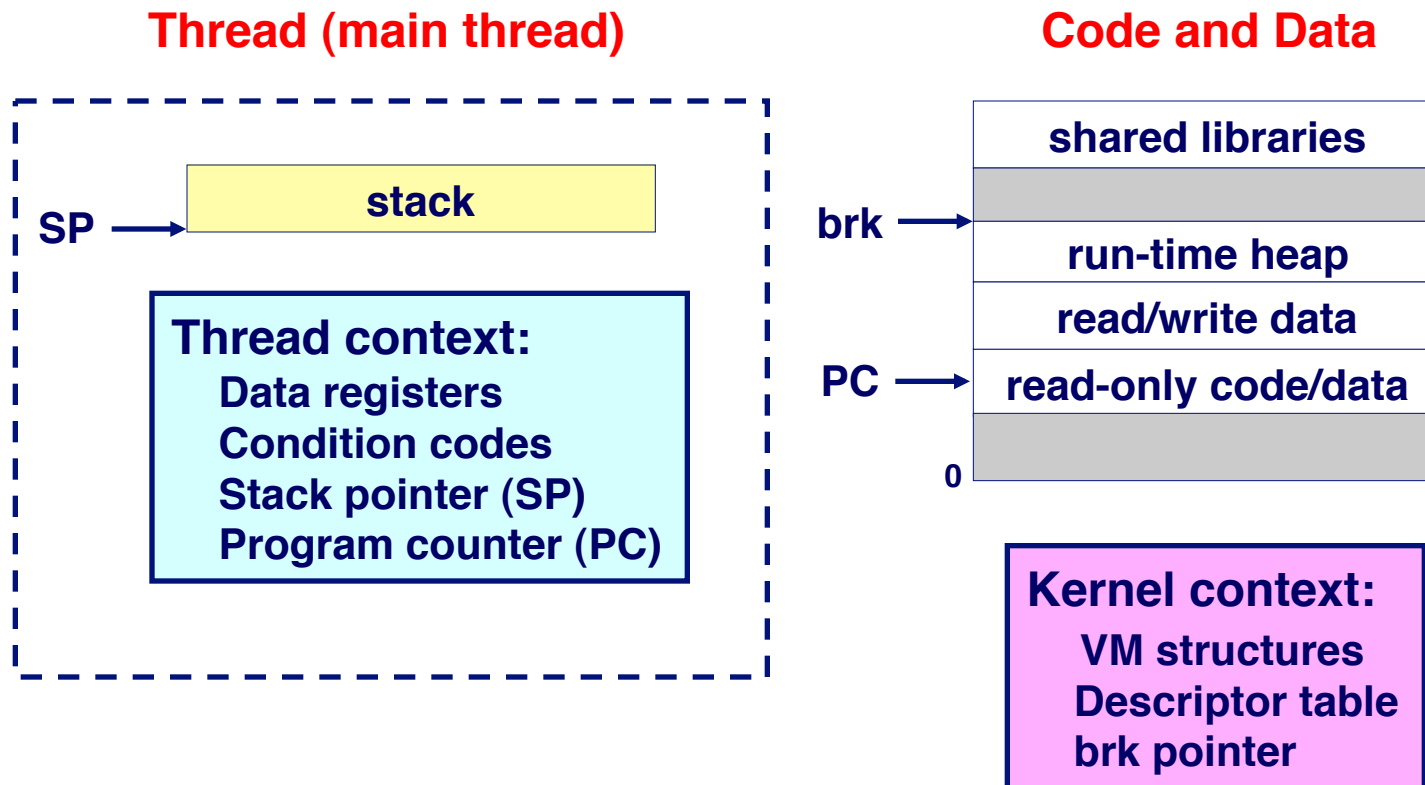 Thread (main thread)
stack
SP
Thread context:
Data registers
Condition codes
Stack pointer (SP)
Program counter (PC)
Code and Data
shared libraries
brk
run-time heap
read/write data
PC
read-only code/data
0
Kernel context:
VM structures
Descriptor table
brk pointer